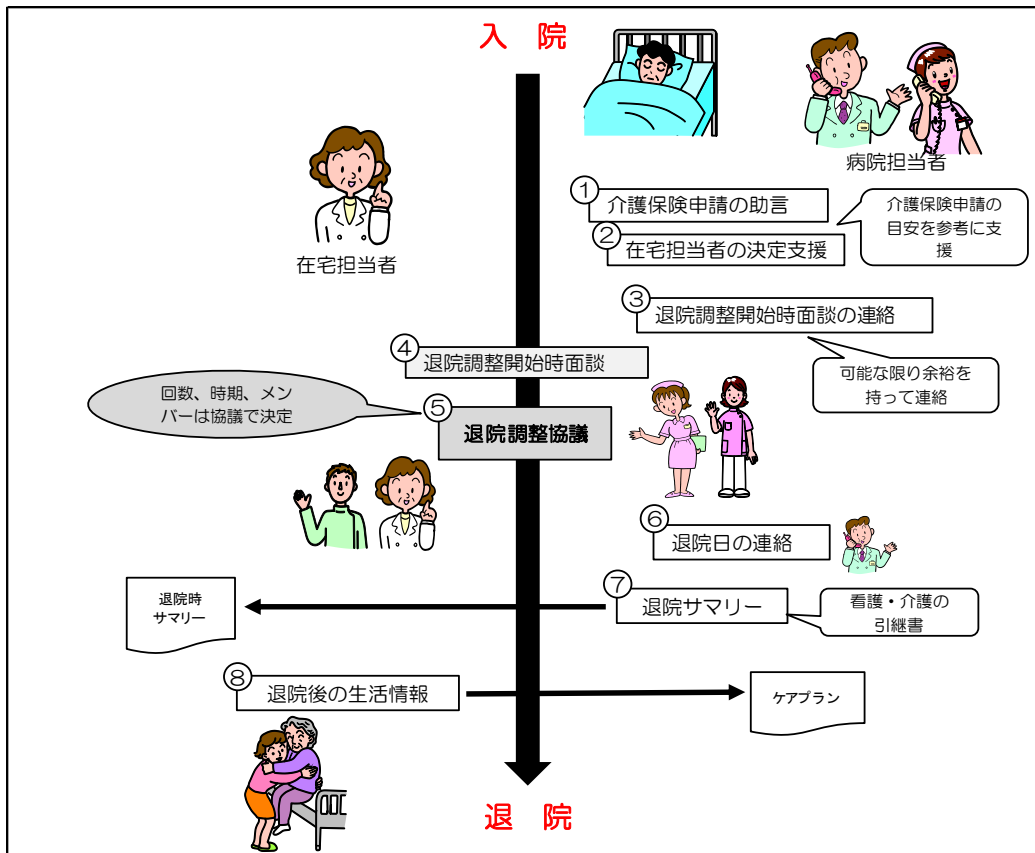 入　院
病院担当者
在宅担当者
①
介護保険申請の助言
介護保険申請の
目安を参考に支
援
②
在宅担当者の決定支援
③
退院調整開始時面談の連絡
可能な限り余裕を
持って連絡
④
退院調整開始時面談
回数、時期、メン
バーは協議で決定
⑤
退院調整協議
⑥
退院日の連絡
⑦
退院サマリー
看護・介護の
引継書
退院時
サマリー
⑧
退院後の生活情報
ケアプラン
退　院